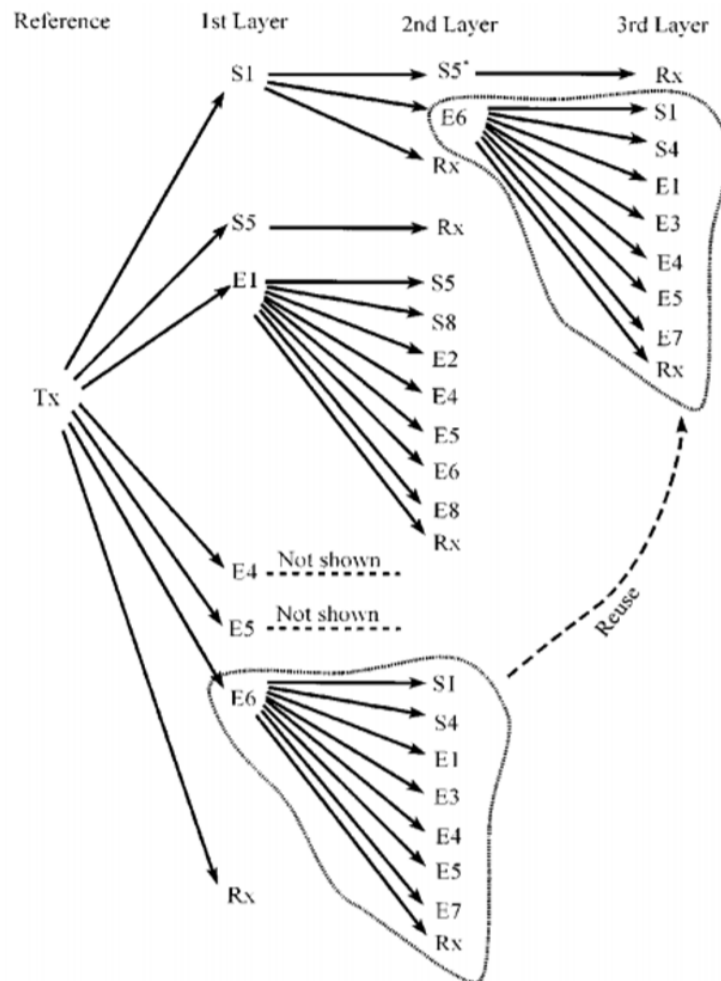 Reference 1st Layer 2nd Layer 3rd Layer
S1 S5* Rx
E6 S1
S4
Rx E1
E3
S5 Rx
E4
E1 S5
E5
S8
E7
E2
Rx
Tx E4
E5
E6
E8
Rx
E4 Not shown
Reuse
E5 Not shown
E6 S1
S4
E1
E3
E4
E5
Rx
E7
Rx